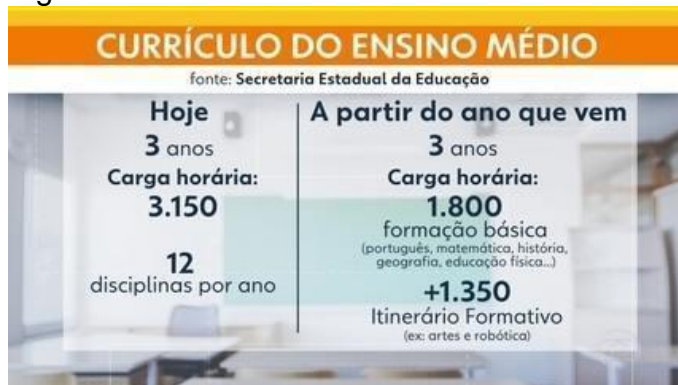 CURRÍCULO DO ENSINO MÉDIO
fonte: Secretaria Estadual da Educação
Hoje
3 anos
Carga horária:
3.150
12
disciplinas por ano
A partir do ano que vem
3 anos
Carga horária:
1.800
formação básica
(português, matemática, história,
geografia, educação física...)
+1.350
Itinerário Formativo
(ex: artes e robótica)